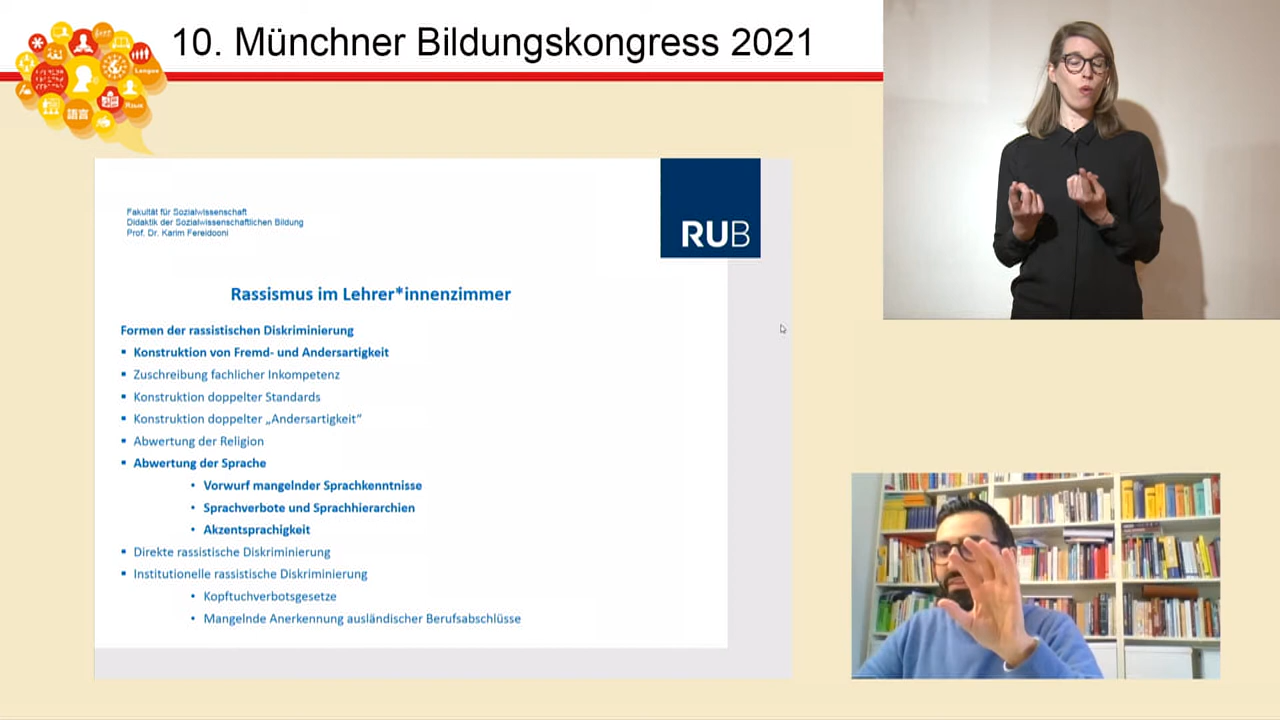 10. Münchner Bildungskongress 2021
Langue
語言
Fakultät für Sozialwissenschaft
Didaktik der Sozialwissenschaftlichen Bildung
Prof. Dr. Karim Fereidooni
RUB
Rassismus im Lehrer*innenzimmer
Formen der rassistischen Diskriminierung
▪ Konstruktion von Fremd- und Andersartigkeit
▪ Zuschreibung fachlicher Inkompetenz
▪ Konstruktion doppelter Standards
▪ Konstruktion doppelter „Andersartigkeit“
▪ Abwertung der Religion
▪ Abwertung der Sprache
• Vorwurf mangelnder Sprachkenntnisse
• Sprachverbote und Sprachhierarchien
• Akzentsprachigkeit
▪ Direkte rassistische Diskriminierung
▪ Institutionelle rassistische Diskriminierung
• Kopftuchverbotsgesetze
• Mangelnde Anerkennung ausländischer Berufsabschlüsse